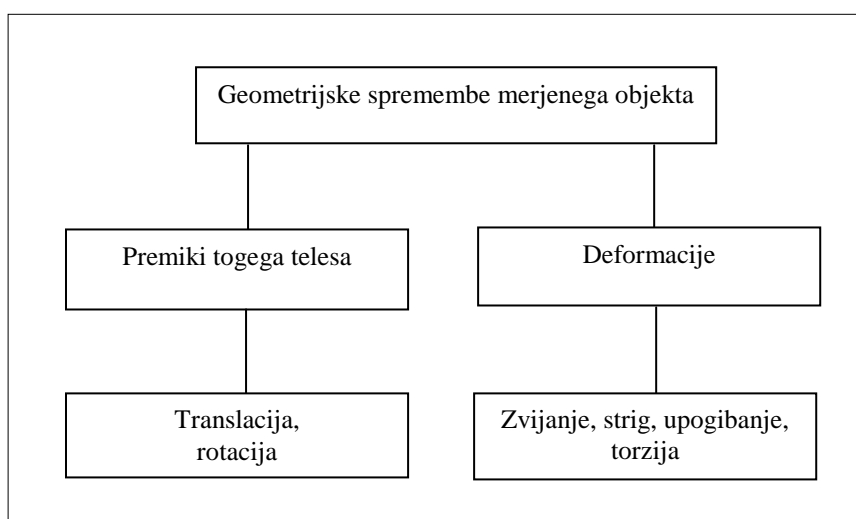 Geometrijske spremembe merjenega objekta
Premiki togega telesa
Deformacije
Translacija,
rotacija
Zvijanje, strig, upogibanje,
torzija